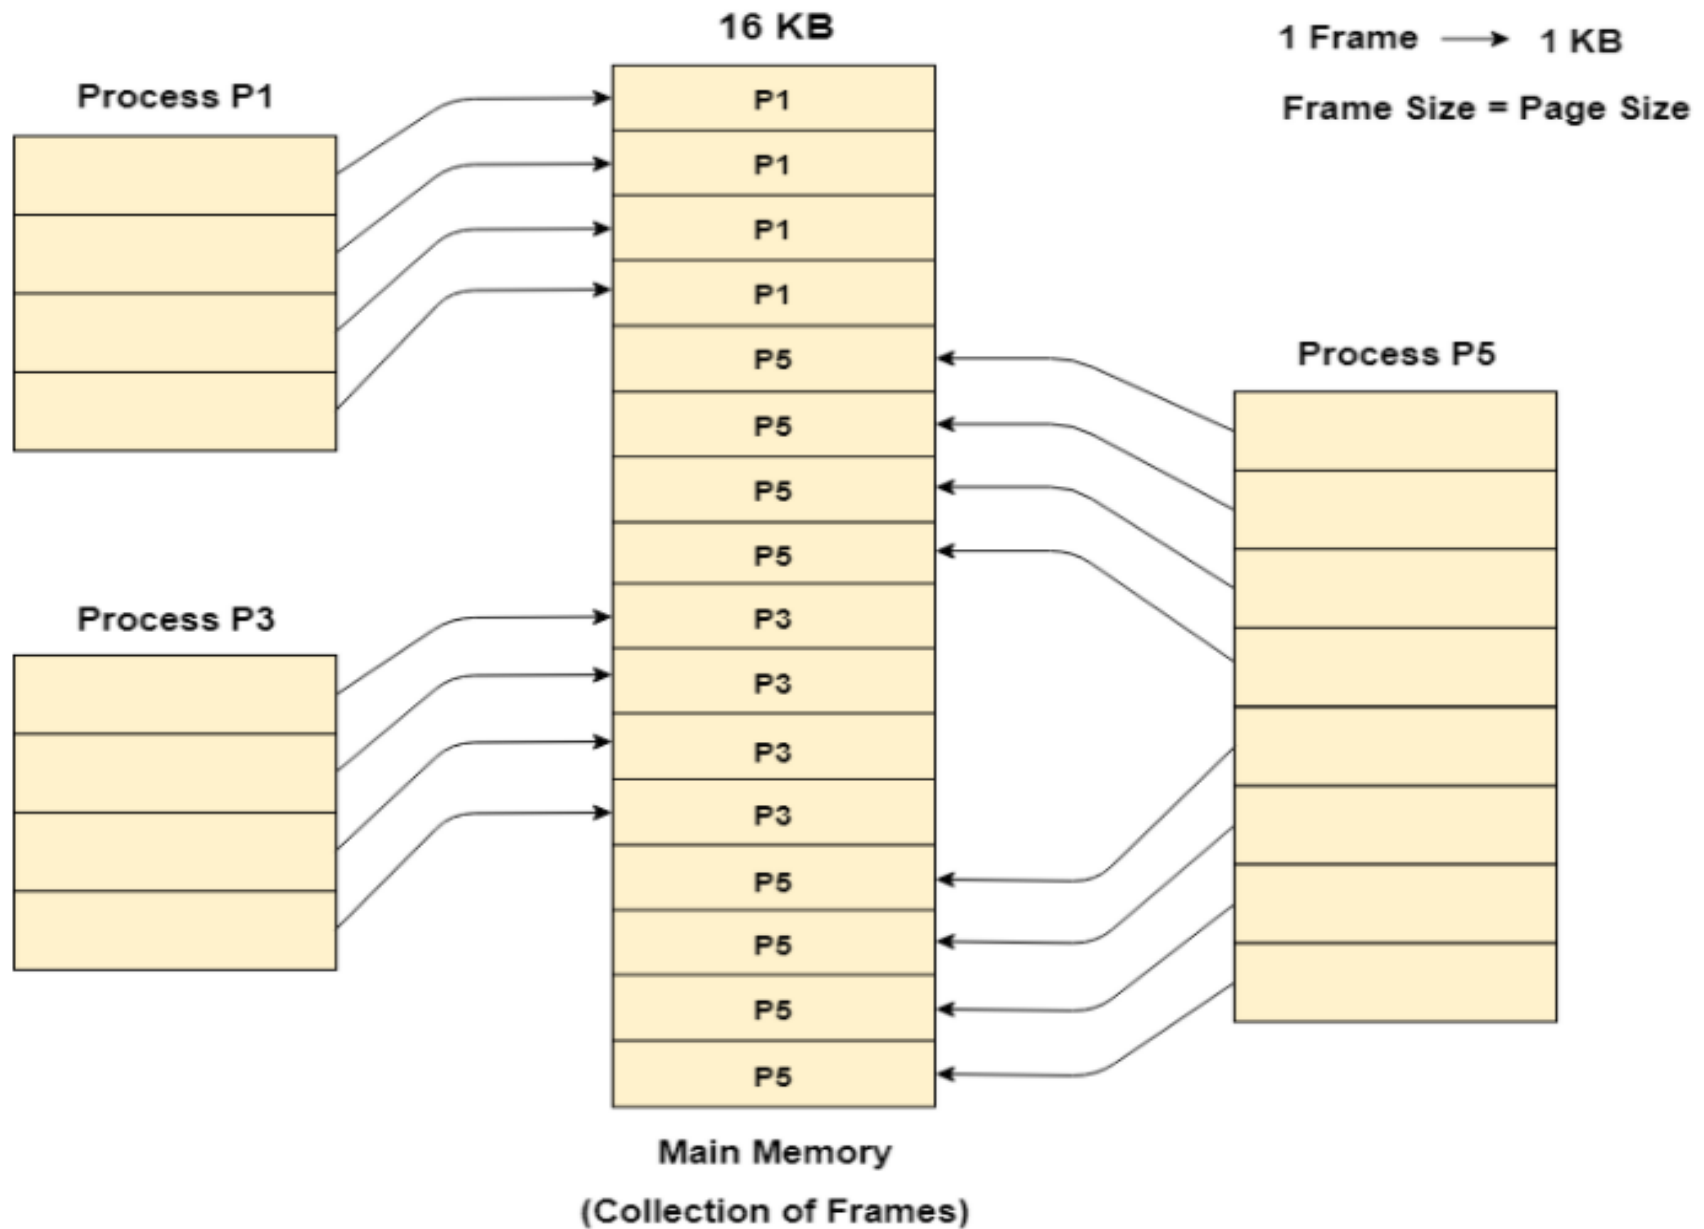 16 KB
1 Frame → 1 KB
Frame Size = Page Size
Process P1
P1
P1
P1
P1
P5
P5
P5
P5
P3
P3
P3
P3
P5
P5
P5
P5
Process P5
Process P3
Main Memory
(Collection of Frames)